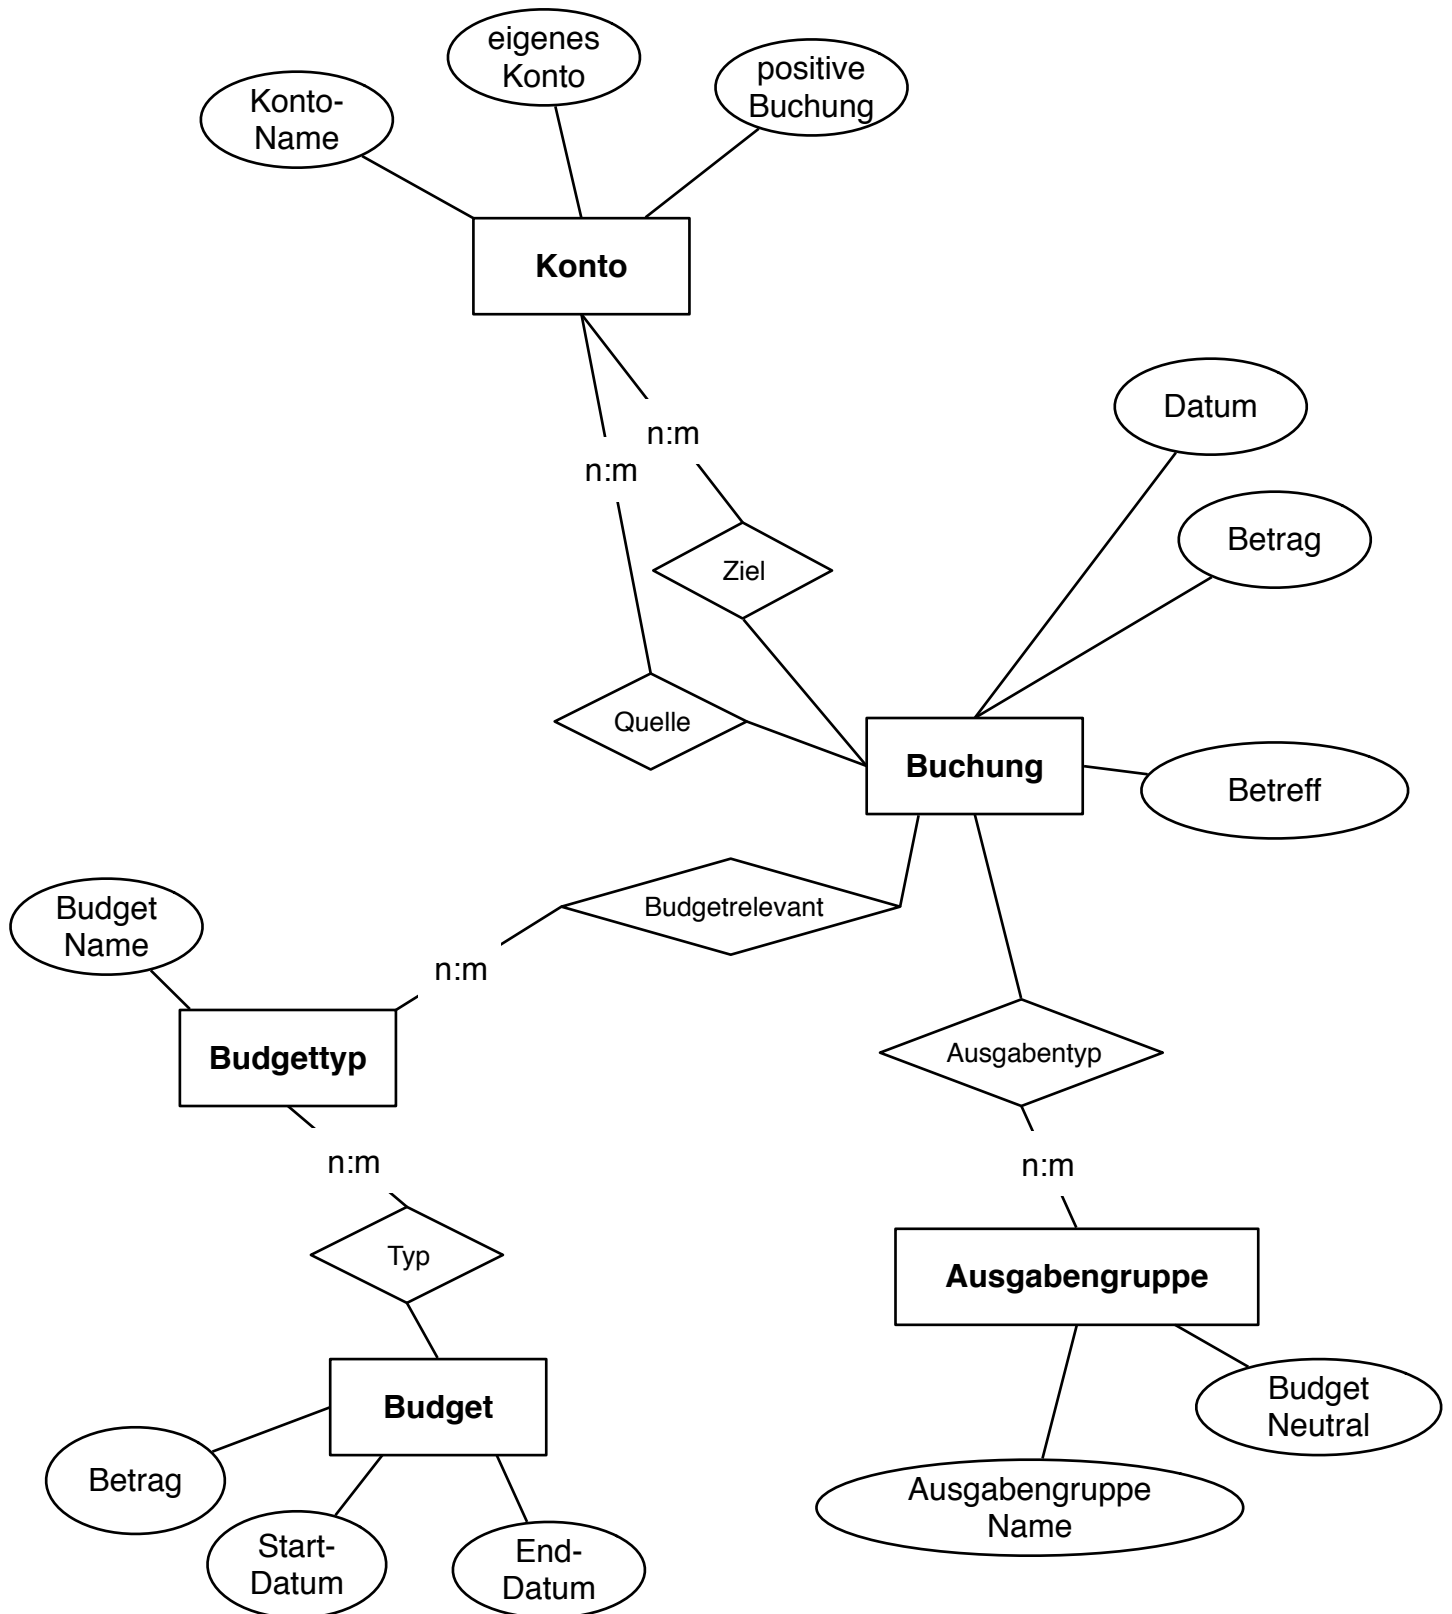 eigenes
Konto
positive
Buchung
Konto-
Name
Konto
Datum
n:m
n:m
Betrag
Ziel
Quelle
Buchung
Betreff
Budgetrelevant
Budget
Name
n:m
Budgettyp
Ausgabentyp
n:m
n:m
Typ
Ausgabengruppe
Budget
Budget
Neutral
Betrag
Ausgabengruppe
Name
Start-
Datum
End-
Datum